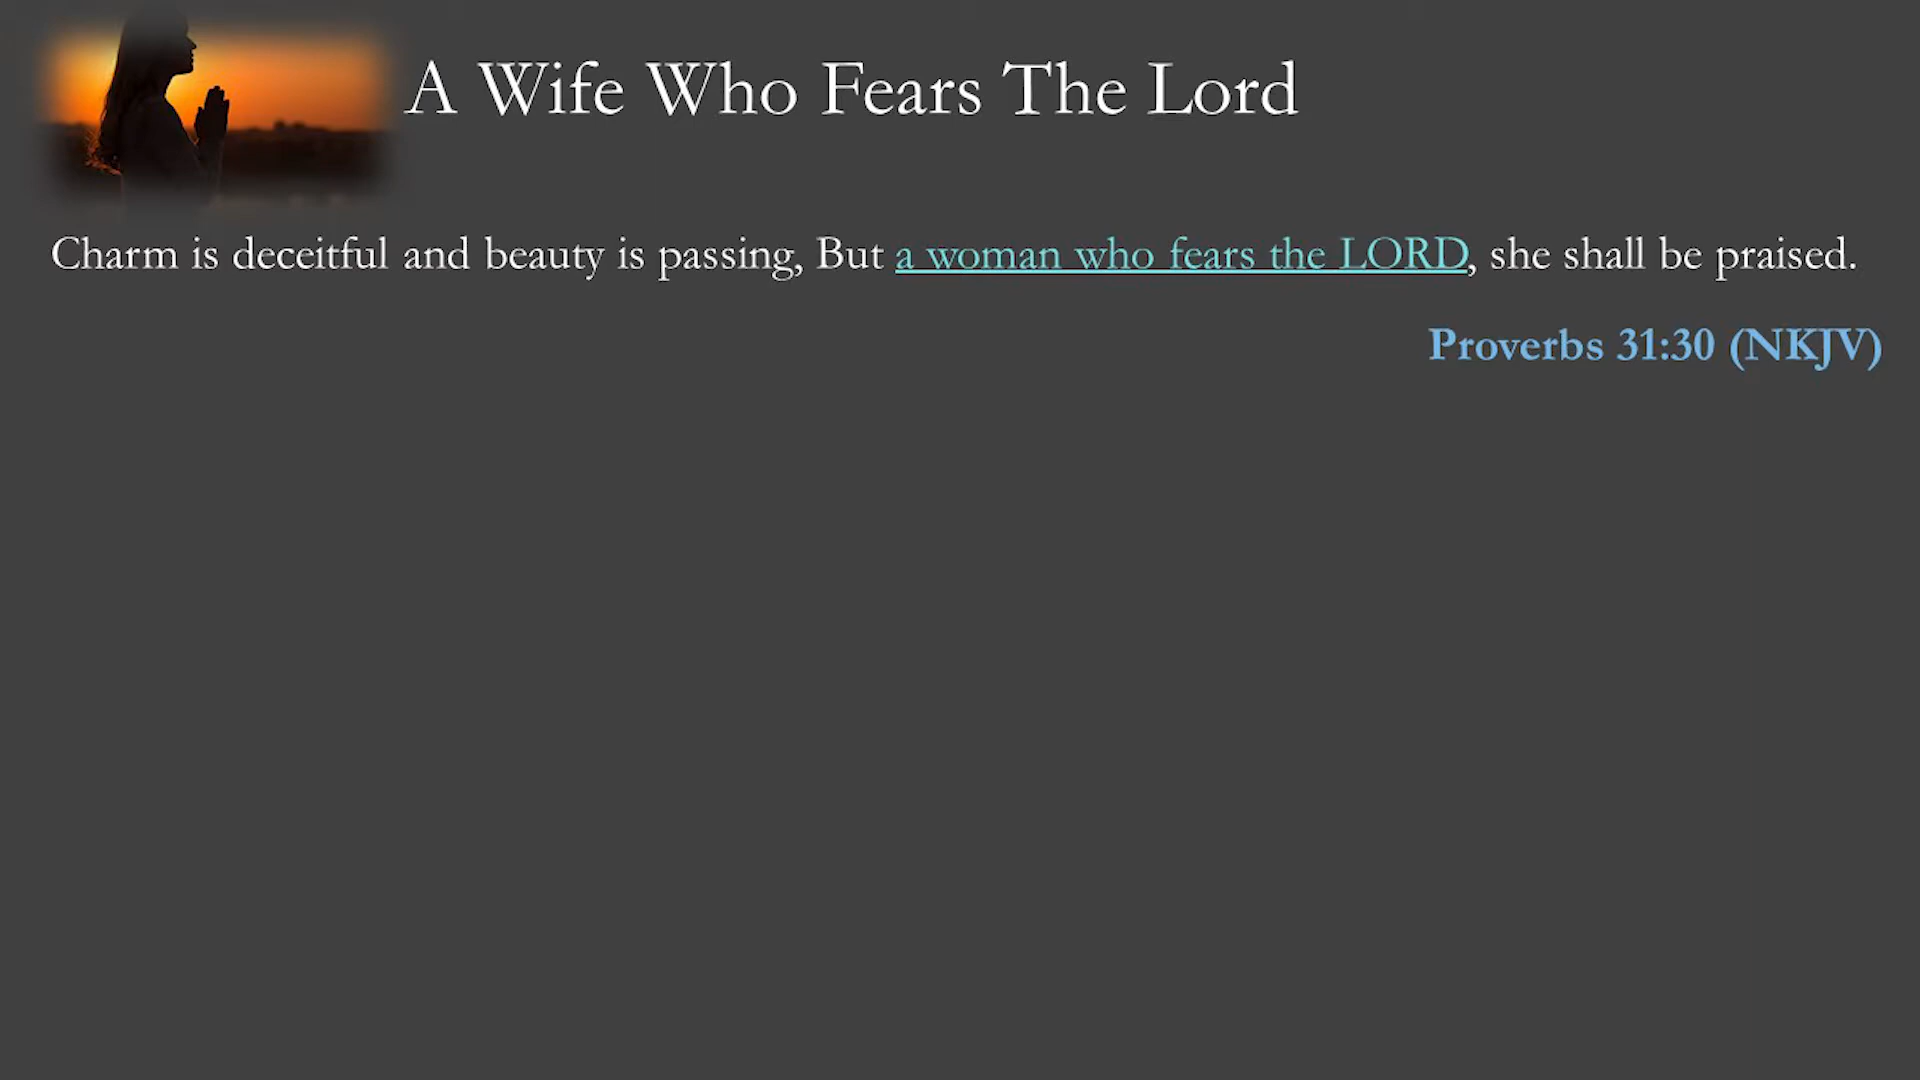 A Wife Who Fears The Lord
Charm is deceitful and beauty is passing, But a woman who fears the LORD, she shall be praised.
Proverbs 31:30 (NKJV)